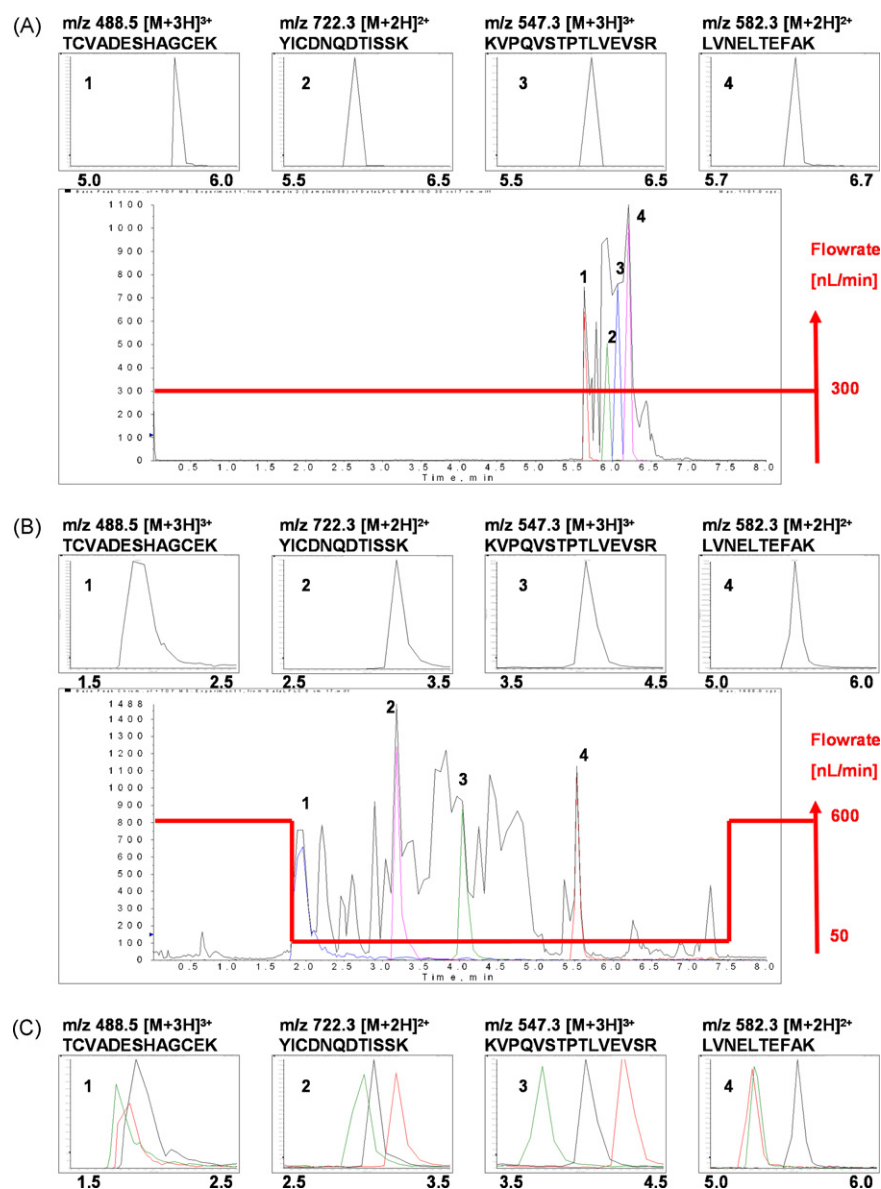 (A)
m/z 488.5 [M+3H]³⁺ m/z 722.3 [M+2H]²⁺ m/z 547.3 [M+3H]³⁺ m/z 582.3 [M+2H]²⁺
TCVADESHAGCEK YICDNQDTISSK KVPQVSTPTLVEVSR LVNELTEFAK
1 2 3 4
5.0 6.0 5.5 6.5 5.5 6.5 5.7 6.7
1100
1000
900
800
700
600
500
400
300
200
100
0
1 2 3 4
0.5 1.0 1.5 2.0 2.5 3.0 3.5 4.0 4.5 5.0 5.5 6.0 6.5 7.0 7.5 8.0
Time, min
Flowrate
[nL/min]
300
(B)
m/z 488.5 [M+3H]³⁺ m/z 722.3 [M+2H]²⁺ m/z 547.3 [M+3H]³⁺ m/z 582.3 [M+2H]²⁺
TCVADESHAGCEK YICDNQDTISSK KVPQVSTPTLVEVSR LVNELTEFAK
1 2 3 4
1.5 2.5 2.5 3.5 3.5 4.5 5.0 6.0
1488
1400
1300
1200
1100
1000
900
800
700
600
500
400
300
200
100
0
1 2 3 4
0.5 1.0 1.5 2.0 2.5 3.0 3.5 4.0 4.5 5.0 5.5 6.0 6.5 7.0 7.5 8.0
Time, min
Flowrate
[nL/min]
600
50
(C)
m/z 488.5 [M+3H]³⁺ m/z 722.3 [M+2H]²⁺ m/z 547.3 [M+3H]³⁺ m/z 582.3 [M+2H]²⁺
TCVADESHAGCEK YICDNQDTISSK KVPQVSTPTLVEVSR LVNELTEFAK
1 2 3 4
1.5 2.5 2.5 3.5 3.5 4.5 5.0 6.0